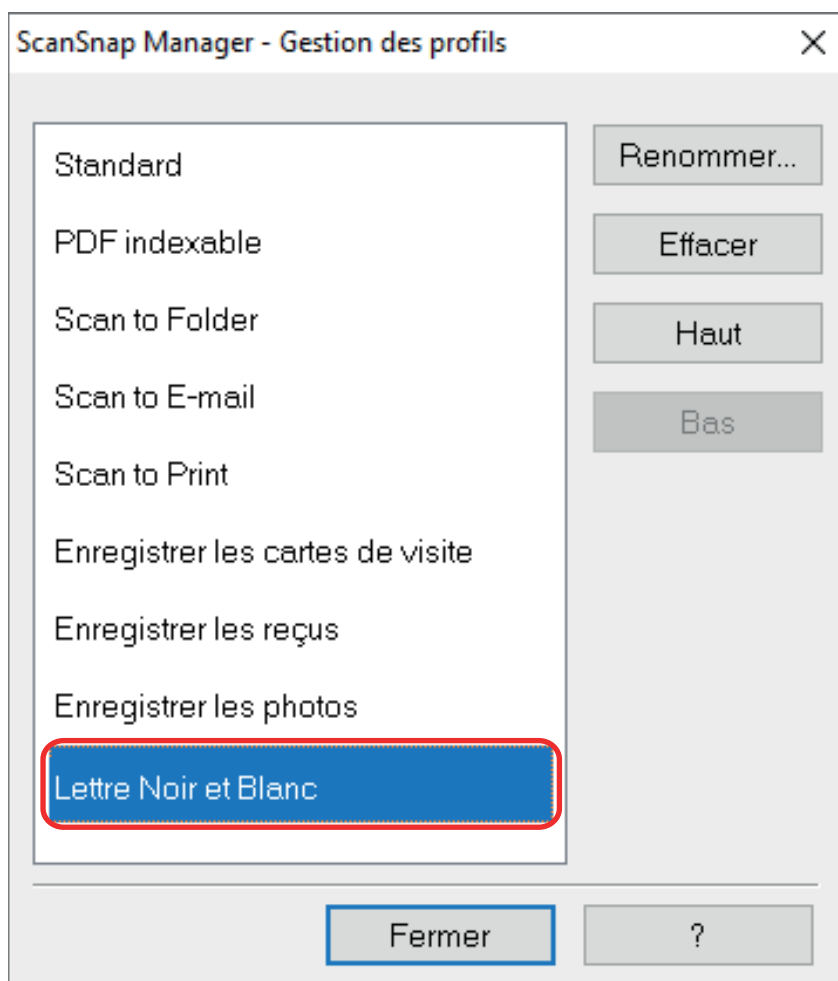 ScanSnap Manager - Gestion des profils
Standard
PDF indexable
Scan to Folder
Scan to E-mail
Scan to Print
Enregistrer les cartes de visite
Enregistrer les reçus
Enregistrer les photos
Lettre Noir et Blanc
Renommer...
Effacer
Haut
Bas
Fermer
?